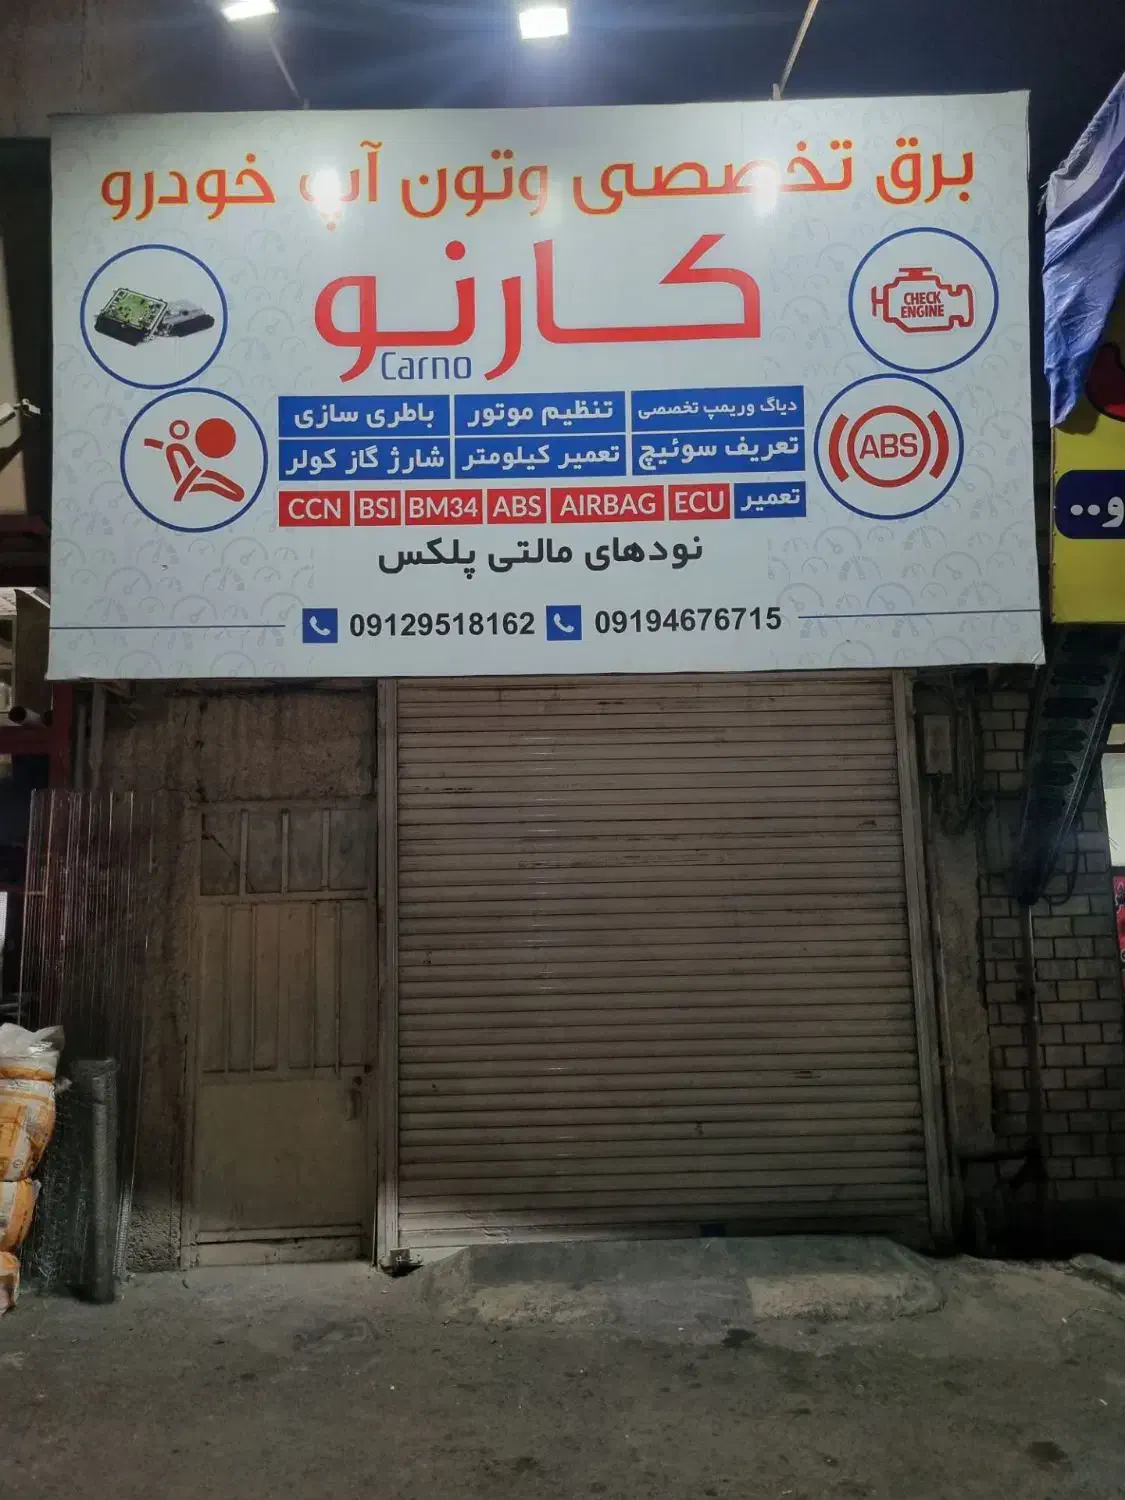 برق تخصصی وتون آپ خودرو
کارنو
Carno
CHECK
ENGINE
ABS
دیاگ وریمپ تخصصی تنظیم موتور باطری سازی
تعریف سوئیچ تعمیر کیلومتر شارژ گاز کولر
تعمیر ECU AIRBAG ABS BM34 BSI CCN
نودهای مالتی پلکس
09129518162 09194676715
و..